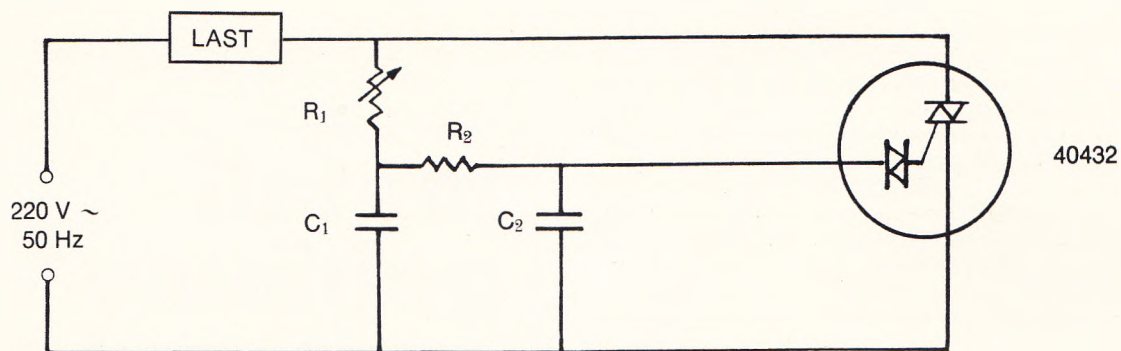 LAST
R₁
R₂
40432
220 V ~
50 Hz
C₁
C₂